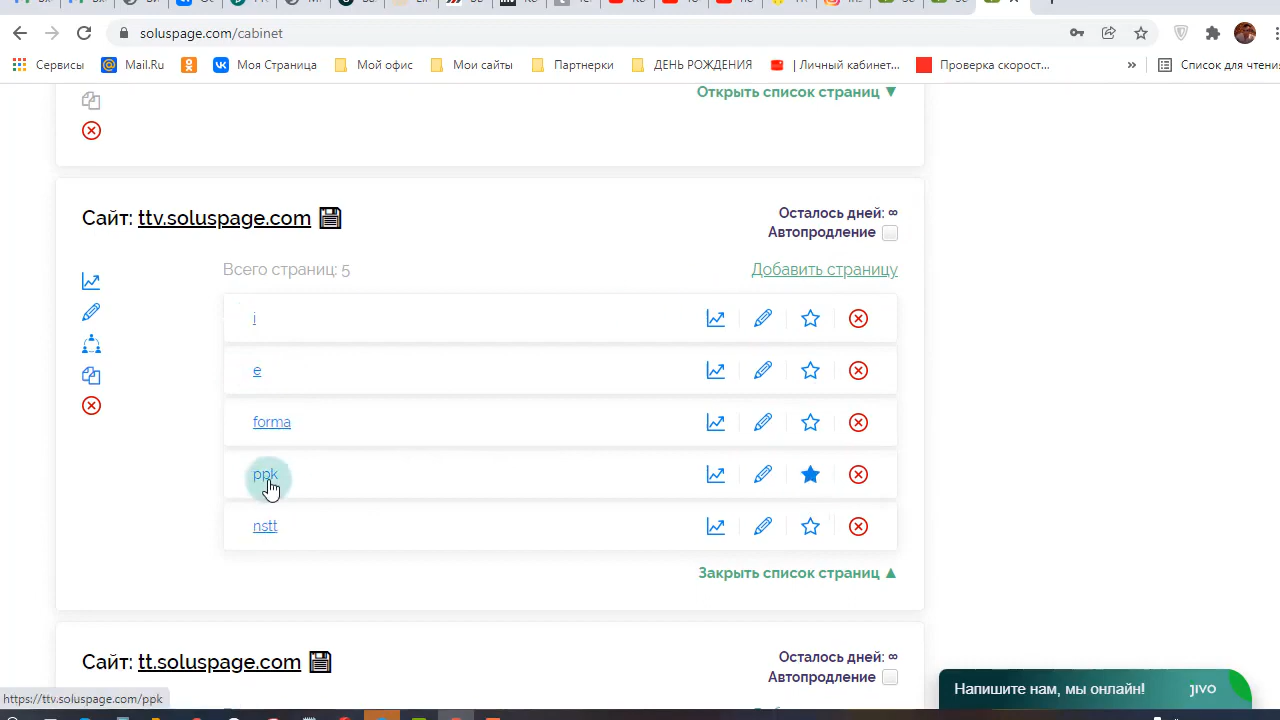 soluspage.com/cabinet
Сервисы Mail.Ru Моя Страница Мой офис Мои сайты Партнерки ДЕНЬ РОЖДЕНИЯ | Личный кабинет... Проверка скорост... » Список для чтени
Открыть список страниц ▼
Сайт: ttv.soluspage.com
Осталось дней: ∞
Автопродление
Всего страниц: 5
Добавить страницу
i
e
forma
ppk
nstt
Закрыть список страниц ▲
Сайт: tt.soluspage.com
Осталось дней: ∞
Автопродление
https://ttv.soluspage.com/ppk
Напишите нам, мы онлайн! JIVO